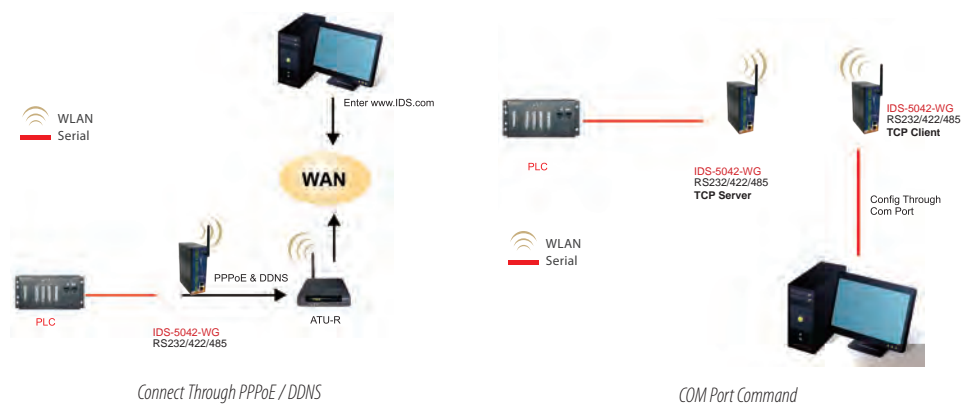 Enter www.IDS.com
WLAN
Serial
WAN
PPPoE & DDNS
PLC
ATU-R
IDS-5042-WG
RS232/422/485
Connect Through PPPoE / DDNS
IDS-5042-WG
RS232/422/485
TCP Client
PLC
IDS-5042-WG
RS232/422/485
TCP Server
Config Through
Com Port
WLAN
Serial
COM Port Command